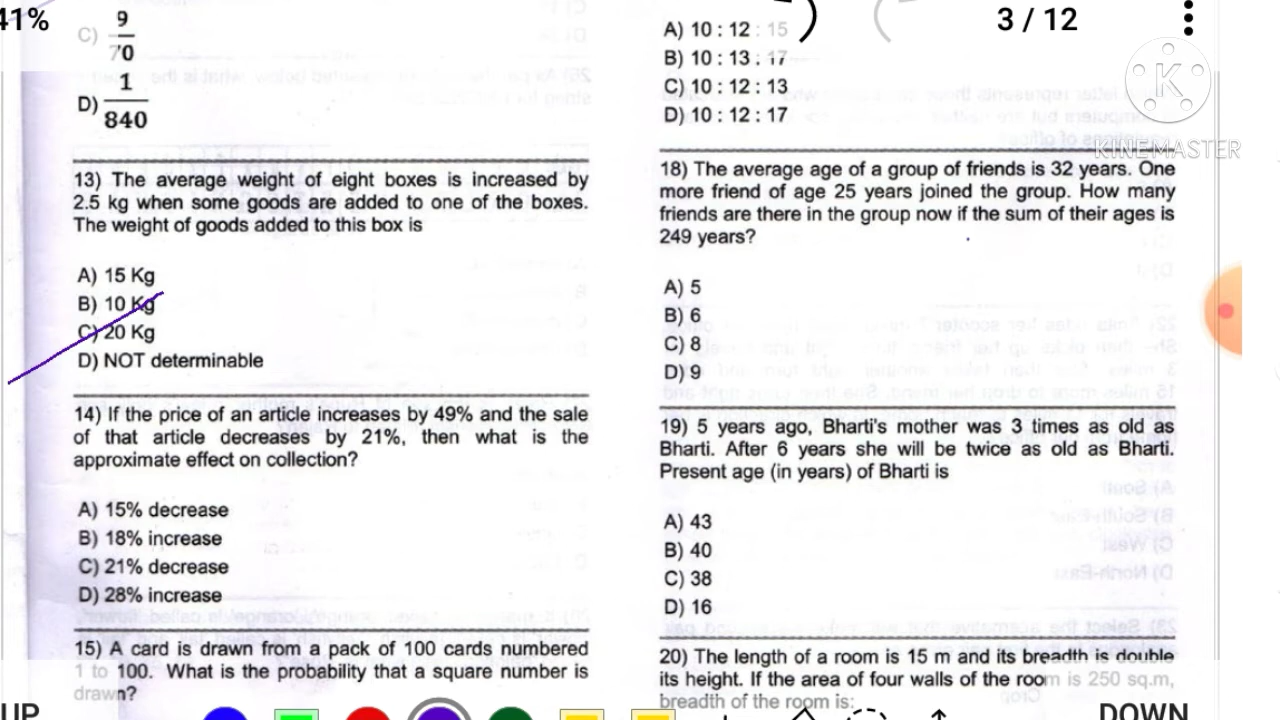 41%
3 / 12
C) 9/70
D) 1/840
13) The average weight of eight boxes is increased by
2.5 kg when some goods are added to one of the boxes.
The weight of goods added to this box is
A) 15 Kg
B) 10 Kg
C) 20 Kg
D) NOT determinable
14) If the price of an article increases by 49% and the sale
of that article decreases by 21%, then what is the
approximate effect on collection?
A) 15% decrease
B) 18% increase
C) 21% decrease
D) 28% increase
15) A card is drawn from a pack of 100 cards numbered
1 to 100. What is the probability that a square number is
drawn?
A) 10 : 12 : 15
B) 10 : 13 : 17
C) 10 : 12 : 13
D) 10 : 12 : 17
18) The average age of a group of friends is 32 years. One
more friend of age 25 years joined the group. How many
friends are there in the group now if the sum of their ages is
249 years?
A) 5
B) 6
C) 8
D) 9
19) 5 years ago, Bharti's mother was 3 times as old as
Bharti. After 6 years she will be twice as old as Bharti.
Present age (in years) of Bharti is
A) 43
B) 40
C) 38
D) 16
20) The length of a room is 15 m and its breadth is double
its height. If the area of four walls of the room is 250 sq.m,
breadth of the room is:
K
KINEMASTER
UP
DOWN